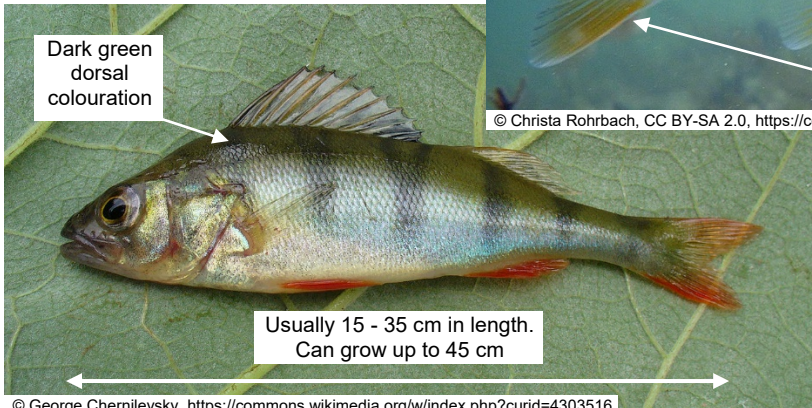 Dark green
dorsal
colouration
© Christa Rohrbach, CC BY-SA 2.0, https://c
Usually 15 - 35 cm in length.
Can grow up to 45 cm
© George Chernilevsky, https://commons.wikimedia.org/w/index.php?curid=4303516